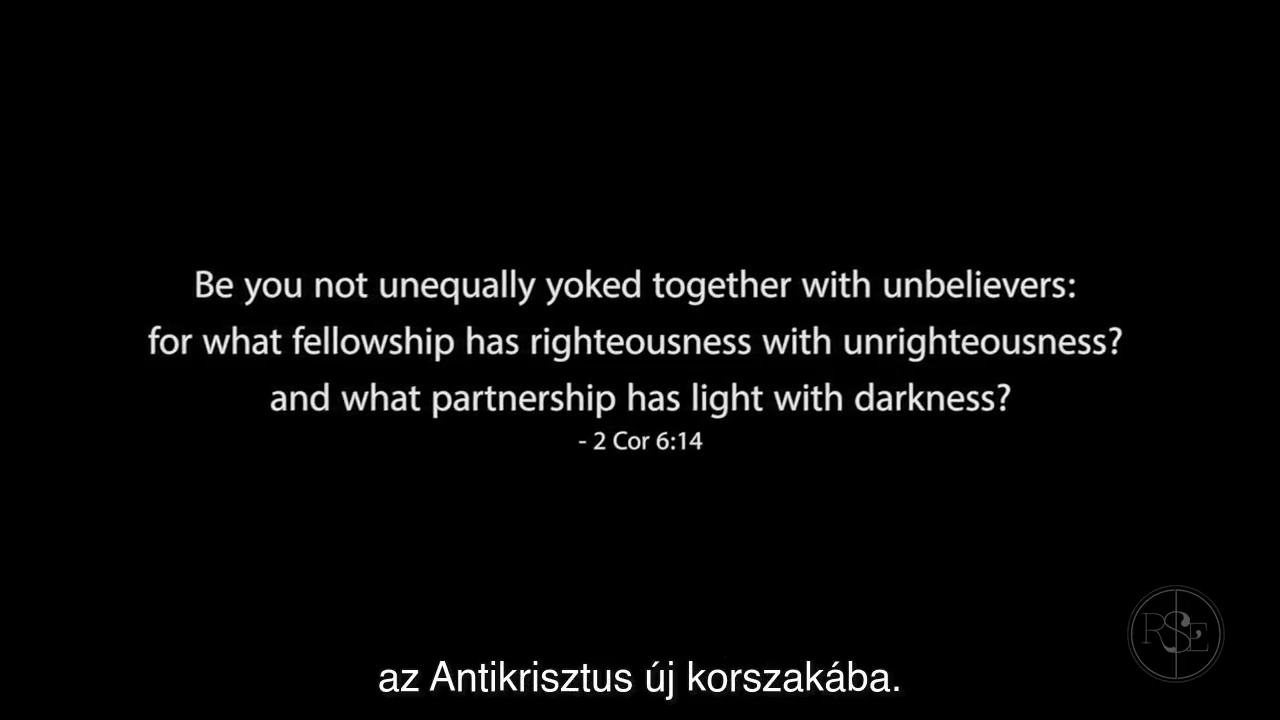 Be you not unequally yoked together with unbelievers:
for what fellowship has righteousness with unrighteousness?
and what partnership has light with darkness?
- 2 Cor 6:14
RSE
az Antikrisztus új korszakába.